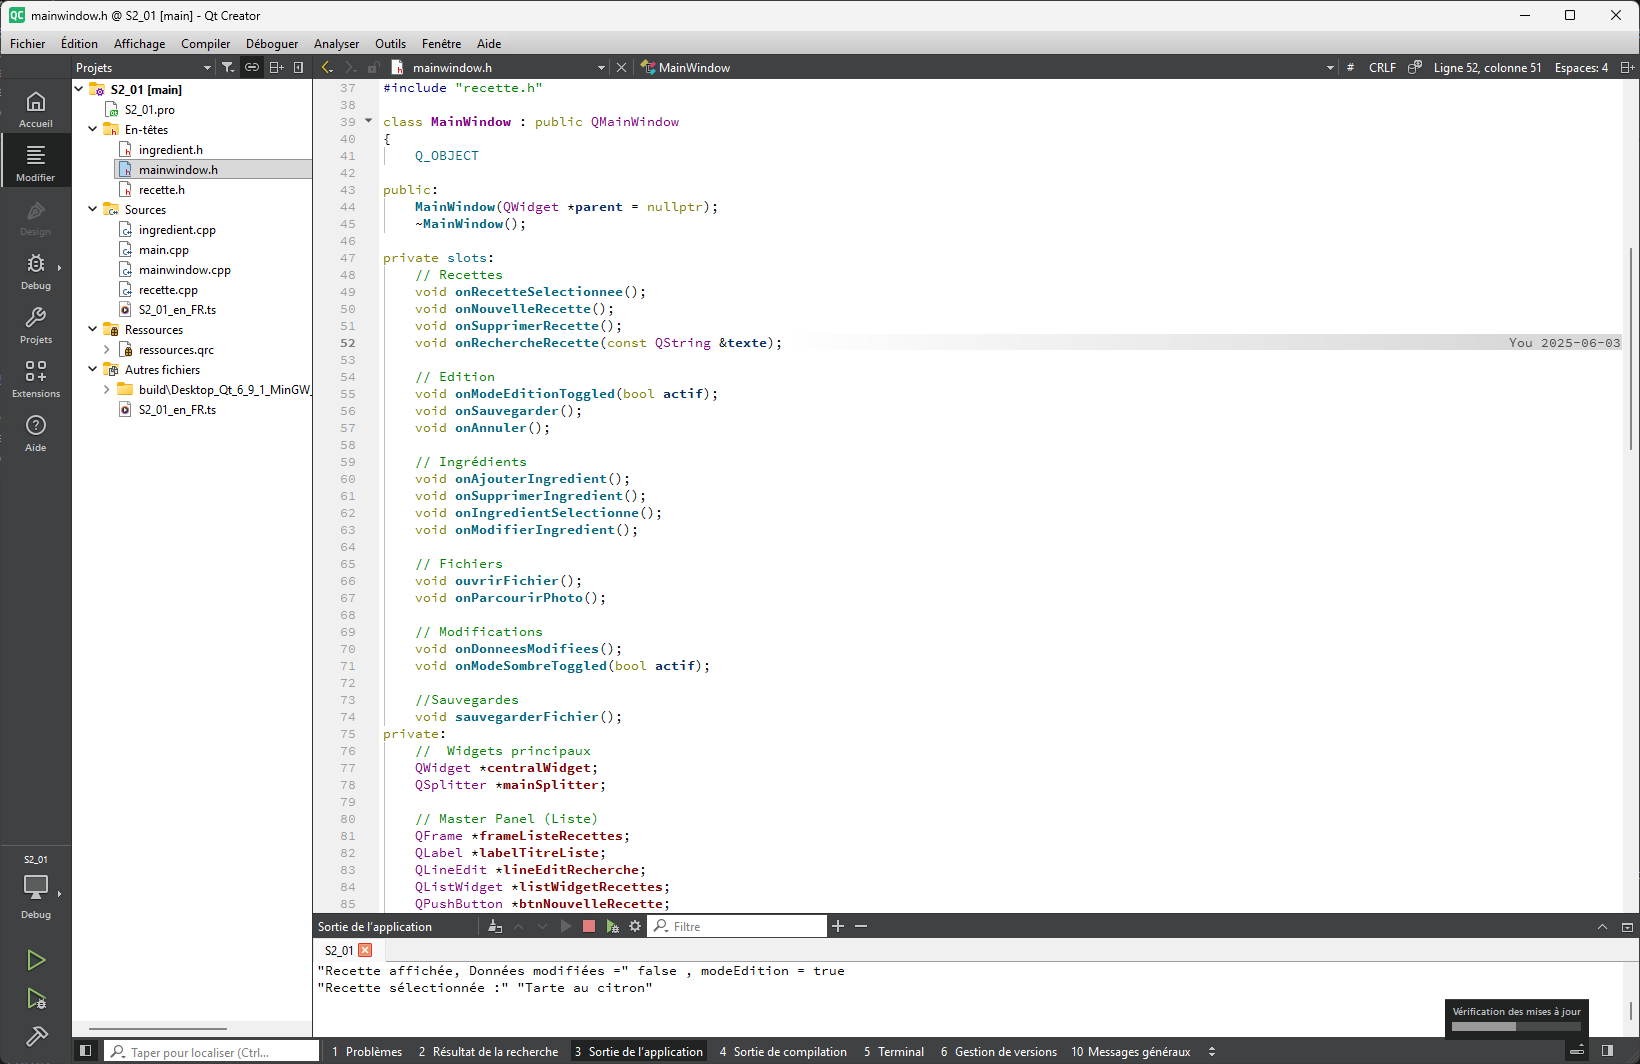 mainwindow.h @ S2_01 [main] - Qt Creator
Fichier Édition Affichage Compiler Déboguer Analyser Outils Fenêtre Aide
Projets
mainwindow.h
MainWindow
# CRLF Ligne 52, colonne 51 Espaces: 4
Accueil
Modifier
Design
Debug
Projets
Extensions
Aide
S2_01 [main]
S2_01.pro
En-têtes
ingredient.h
mainwindow.h
recette.h
Sources
ingredient.cpp
main.cpp
mainwindow.cpp
recette.cpp
S2_01_en_FR.ts
Ressources
ressources.qrc
Autres fichiers
build\Desktop_Qt_6_9_1_MinGW_
S2_01_en_FR.ts
37 #include "recette.h"
38
39 class MainWindow : public QMainWindow
40 {
41 Q_OBJECT
42
43 public:
44 MainWindow(QWidget *parent = nullptr);
45 ~MainWindow();
46
47 private slots:
48 // Recettes
49 void onRecetteSelectionnee();
50 void onNouvelleRecette();
51 void onSupprimerRecette();
52 void onRechercheRecette(const QString &texte); You 2025-06-03
53
54 // Edition
55 void onModeEditionToggled(bool actif);
56 void onSauvegarder();
57 void onAnnuler();
58
59 // Ingrédients
60 void onAjouterIngredient();
61 void onSupprimerIngredient();
62 void onIngredientSelectionne();
63 void onModifierIngredient();
64
65 // Fichiers
66 void ouvrirFichier();
67 void onParcourirPhoto();
68
69 // Modifications
70 void onDonneesModifiees();
71 void onModeSombreToggled(bool actif);
72
73 //Sauvegardes
74 void sauvegarderFichier();
75 private:
76 //  Widgets principaux
77 QWidget *centralWidget;
78 QSplitter *mainSplitter;
79
80 // Master Panel (Liste)
81 QFrame *frameListeRecettes;
82 QLabel *labelTitreListe;
83 QLineEdit *lineEditRecherche;
84 QListWidget *listWidgetRecettes;
85 QPushButton *btnNouvelleRecette;
S2_01
Debug
Sortie de l'application
Filtre
S2_01
"Recette affichée, Données modifiées =" false , modeEdition = true
"Recette sélectionnée :" "Tarte au citron"
Vérification des mises à jour
Taper pour localiser (Ctrl...
1 Problèmes 2 Résultat de la recherche 3 Sortie de l'application 4 Sortie de compilation 5 Terminal 6 Gestion de versions 10 Messages généraux